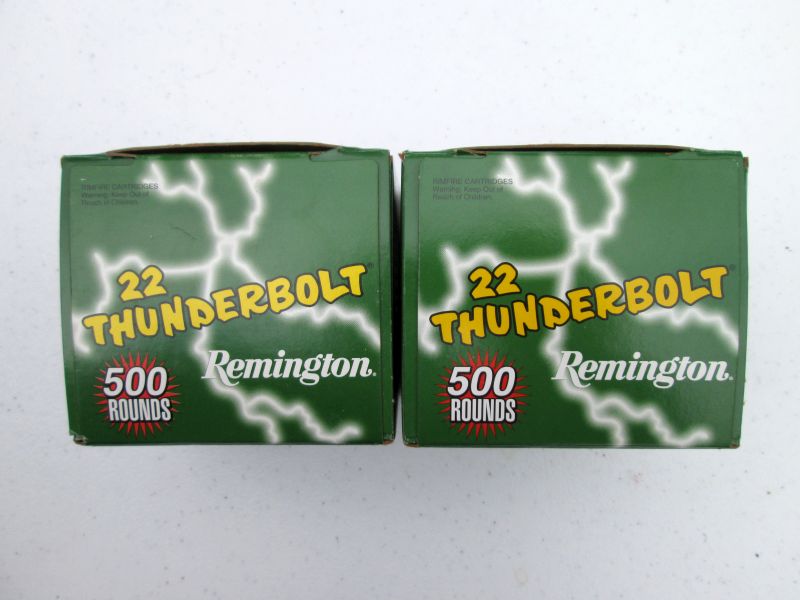 RIMFIRE CARTRIDGES
Warning: Keep Out of
Reach of Children.
22
THUNDERBOLT®
500
ROUNDS
Remington®
RIMFIRE CARTRIDGES
Warning: Keep Out of
Reach of Children.
22
THUNDERBOLT®
500
ROUNDS
Remington®